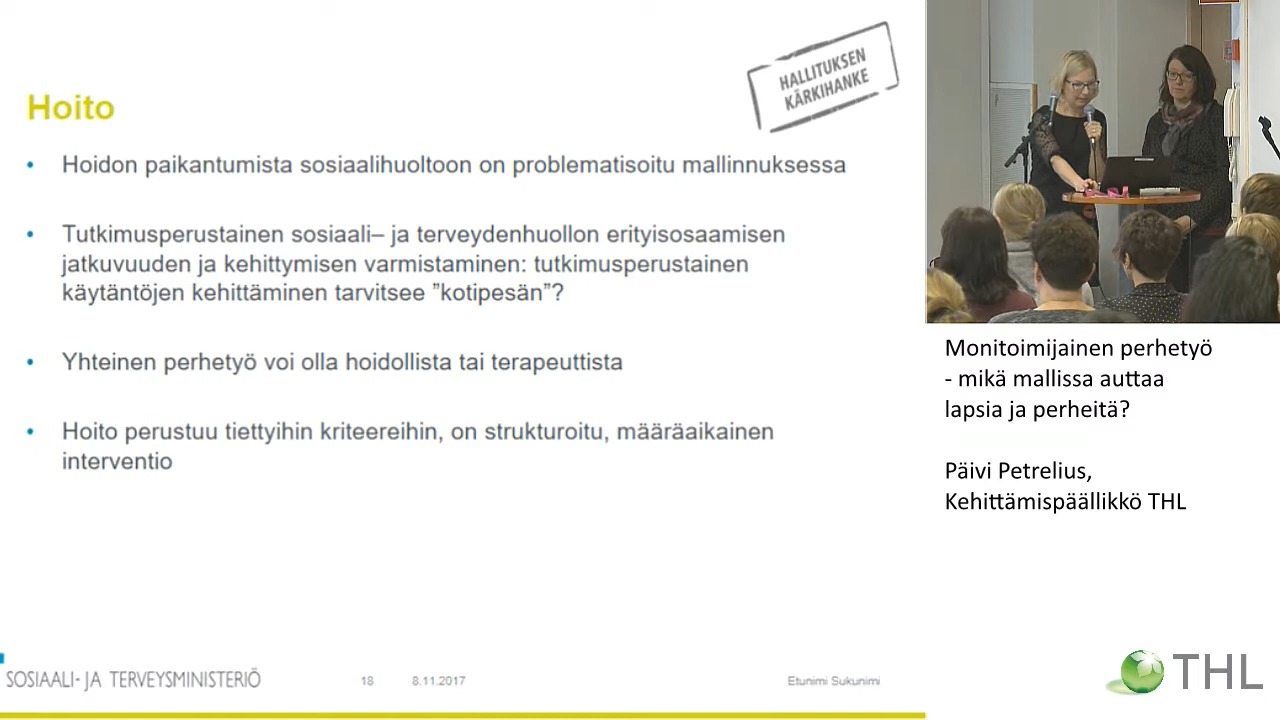 HALLITUKSEN
KÄRKIHANKE
Hoito
• Hoidon paikantumista sosiaalihuoltoon on problematisoitu mallinnuksessa
• Tutkimusperustainen sosiaali– ja terveydenhuollon erityisosaamisen
jatkuvuuden ja kehittymisen varmistaminen: tutkimusperustainen
käytäntöjen kehittäminen tarvitsee ”kotipesän”?
• Yhteinen perhetyö voi olla hoidollista tai terapeuttista
• Hoito perustuu tiettyihin kriteereihin, on strukturoitu, määräaikainen
interventio
SOSIAALI- JA TERVEYSMINISTERIÖ
18
8.11.2017
Etunimi Sukunimi
Monitoimijainen perhetyö
- mikä mallissa auttaa
lapsia ja perheitä?
Päivi Petrelius,
Kehittämispäällikkö THL
THL